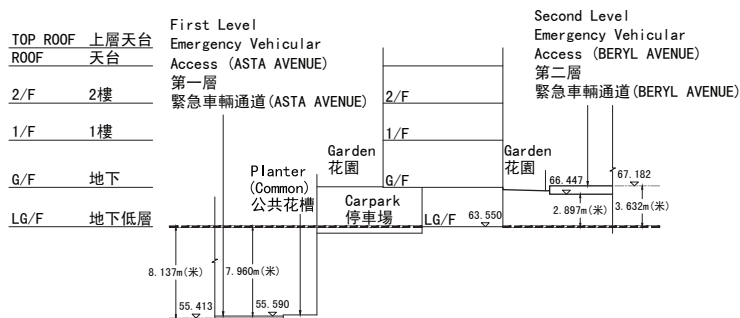 First Level
Emergency Vehicular
Access (ASTA AVENUE)
第一層
緊急車輛通道(ASTA AVENUE)
Second Level
Emergency Vehicular
Access (BERYL AVENUE)
第二層
緊急車輛通道(BERYL AVENUE)
TOP ROOF 上層天台
ROOF 天台
2/F 2樓
1/F 1樓
G/F 地下
LG/F 地下低層
2/F
1/F
G/F
LG/F
Garden
花園
Garden
花園
Planter
(Common)
公共花槽
Carpark
停車場
63.550
66.447
67.182
2.897m(米)
3.632m(米)
8.137m(米)
7.960m(米)
55.413
55.590